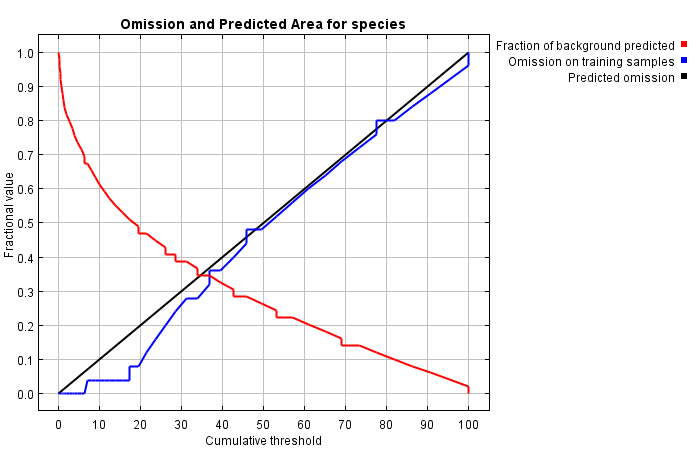 Omission and Predicted Area for species
Fraction of background predicted
Omission on training samples
Predicted omission
Fractional value
1.0
0.9
0.8
0.7
0.6
0.5
0.4
0.3
0.2
0.1
0.0
0 10 20 30 40 50 60 70 80 90 100
Cumulative threshold